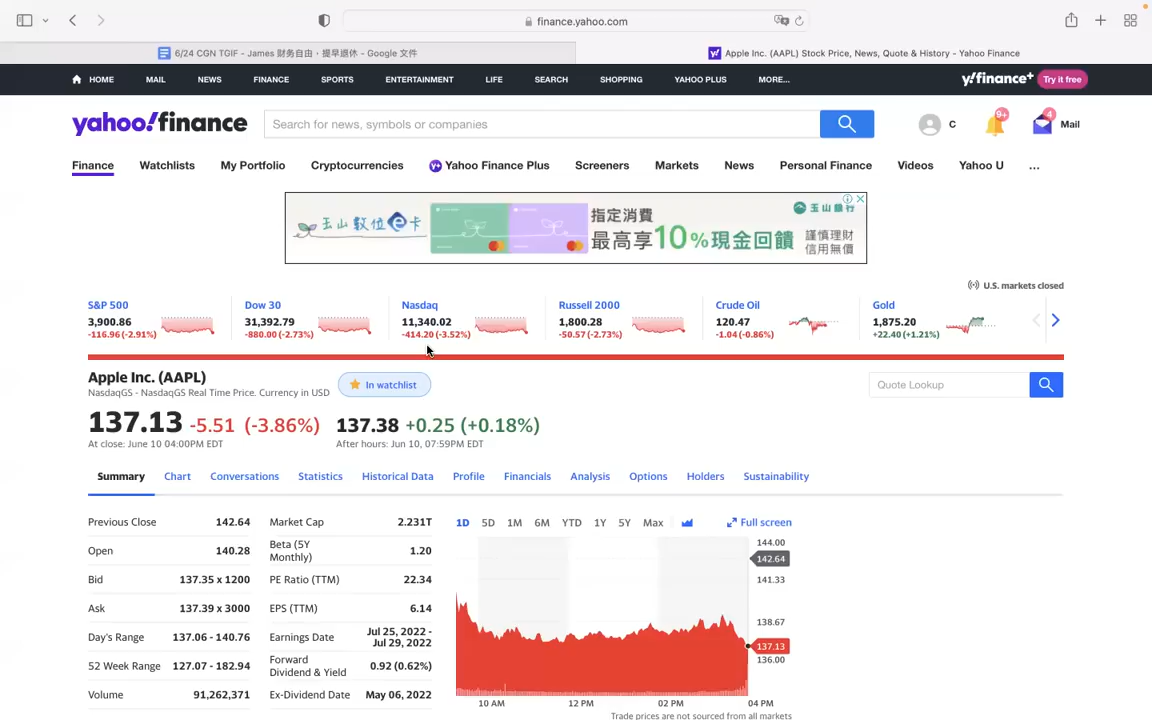 finance.yahoo.com
6/24 CGN TGIF - James 財务自由，提早退休 - Google 文件
Apple Inc. (AAPL) Stock Price, News, Quote & History - Yahoo Finance
HOME MAIL NEWS FINANCE SPORTS ENTERTAINMENT LIFE SEARCH SHOPPING YAHOO PLUS MORE... y!finance+ Try it free
yahoo!finance Search for news, symbols or companies C 9+ 4 Mail
Finance Watchlists My Portfolio Cryptocurrencies Y+ Yahoo Finance Plus Screeners Markets News Personal Finance Videos Yahoo U ...
玉山數位e卡 指定消費 玉山銀行
最高享10%現金回饋 謹慎理財
信用無價
U.S. markets closed
S&P 500 Dow 30 Nasdaq Russell 2000 Crude Oil Gold
3,900.86 31,392.79 11,340.02 1,800.28 120.47 1,875.20
-116.96 (-2.91%) -880.00 (-2.73%) -414.20 (-3.52%) -50.57 (-2.73%) -1.04 (-0.86%) +22.40 (+1.21%)
Apple Inc. (AAPL) In watchlist Quote Lookup
NasdaqGS - NasdaqGS Real Time Price. Currency in USD
137.13 -5.51 (-3.86%) 137.38 +0.25 (+0.18%)
At close: June 10 04:00PM EDT After hours: Jun 10, 07:59PM EDT
Summary Chart Conversations Statistics Historical Data Profile Financials Analysis Options Holders Sustainability
Previous Close 142.64
Open 140.28
Bid 137.35 x 1200
Ask 137.39 x 3000
Day's Range 137.06 - 140.76
52 Week Range 127.07 - 182.94
Volume 91,262,371
Market Cap 2.231T
Beta (5Y Monthly) 1.20
PE Ratio (TTM) 22.34
EPS (TTM) 6.14
Earnings Date Jul 25, 2022 - Jul 29, 2022
Forward Dividend & Yield 0.92 (0.62%)
Ex-Dividend Date May 06, 2022
1D 5D 1M 6M YTD 1Y 5Y Max Full screen
144.00
142.64
141.33
138.67
137.13
136.00
10 AM 12 PM 02 PM 04 PM
Trade prices are not sourced from all markets